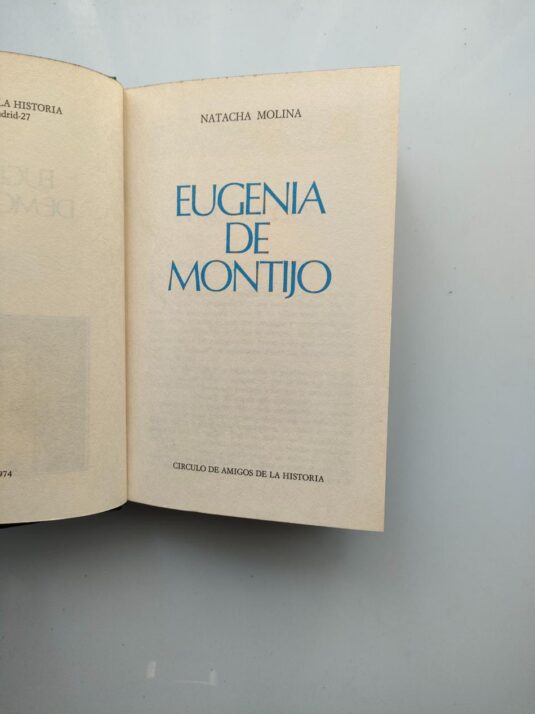 LA HISTORIA
drid-27
974
NATACHA MOLINA
EUGENIA
DE
MONTIJO
CIRCULO DE AMIGOS DE LA HISTORIA